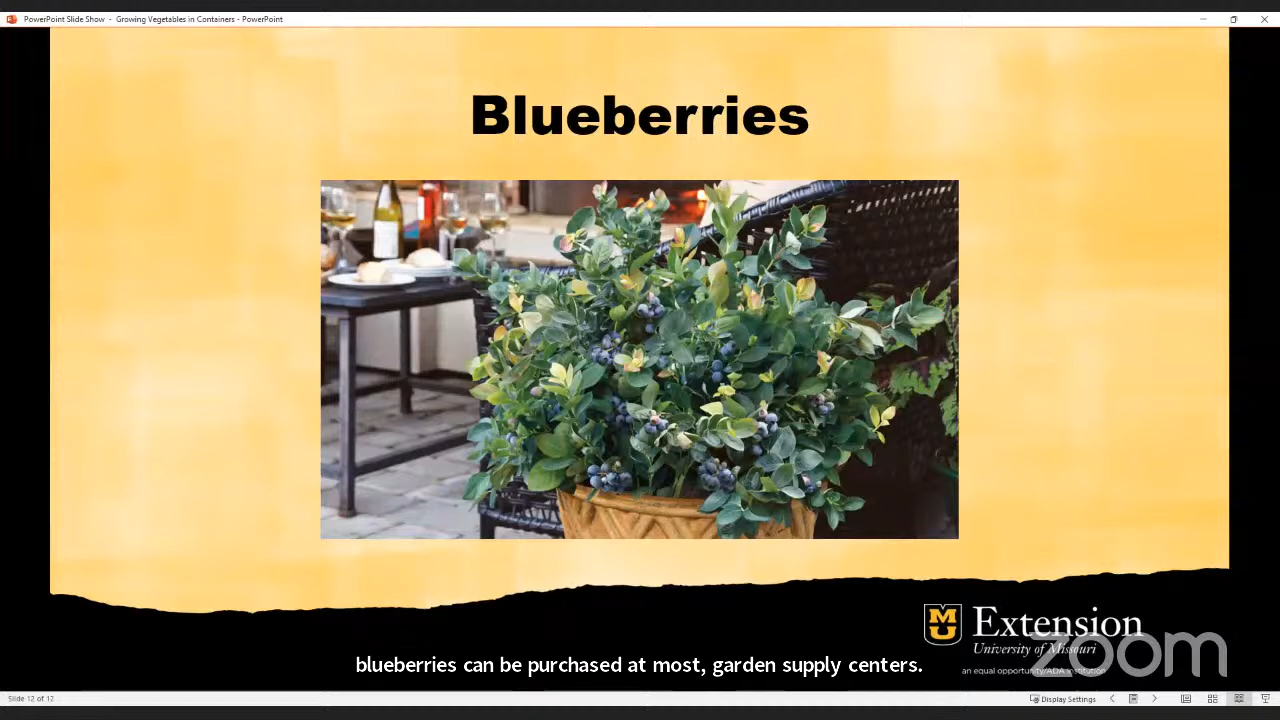 PowerPoint Slide Show - Growing Vegetables in Containers - PowerPoint
Blueberries
MU
Extension
University of Missouri
an equal opportunity/ADA institution
zoom
blueberries can be purchased at most, garden supply centers.
Slide 12 of 12
Display Settings